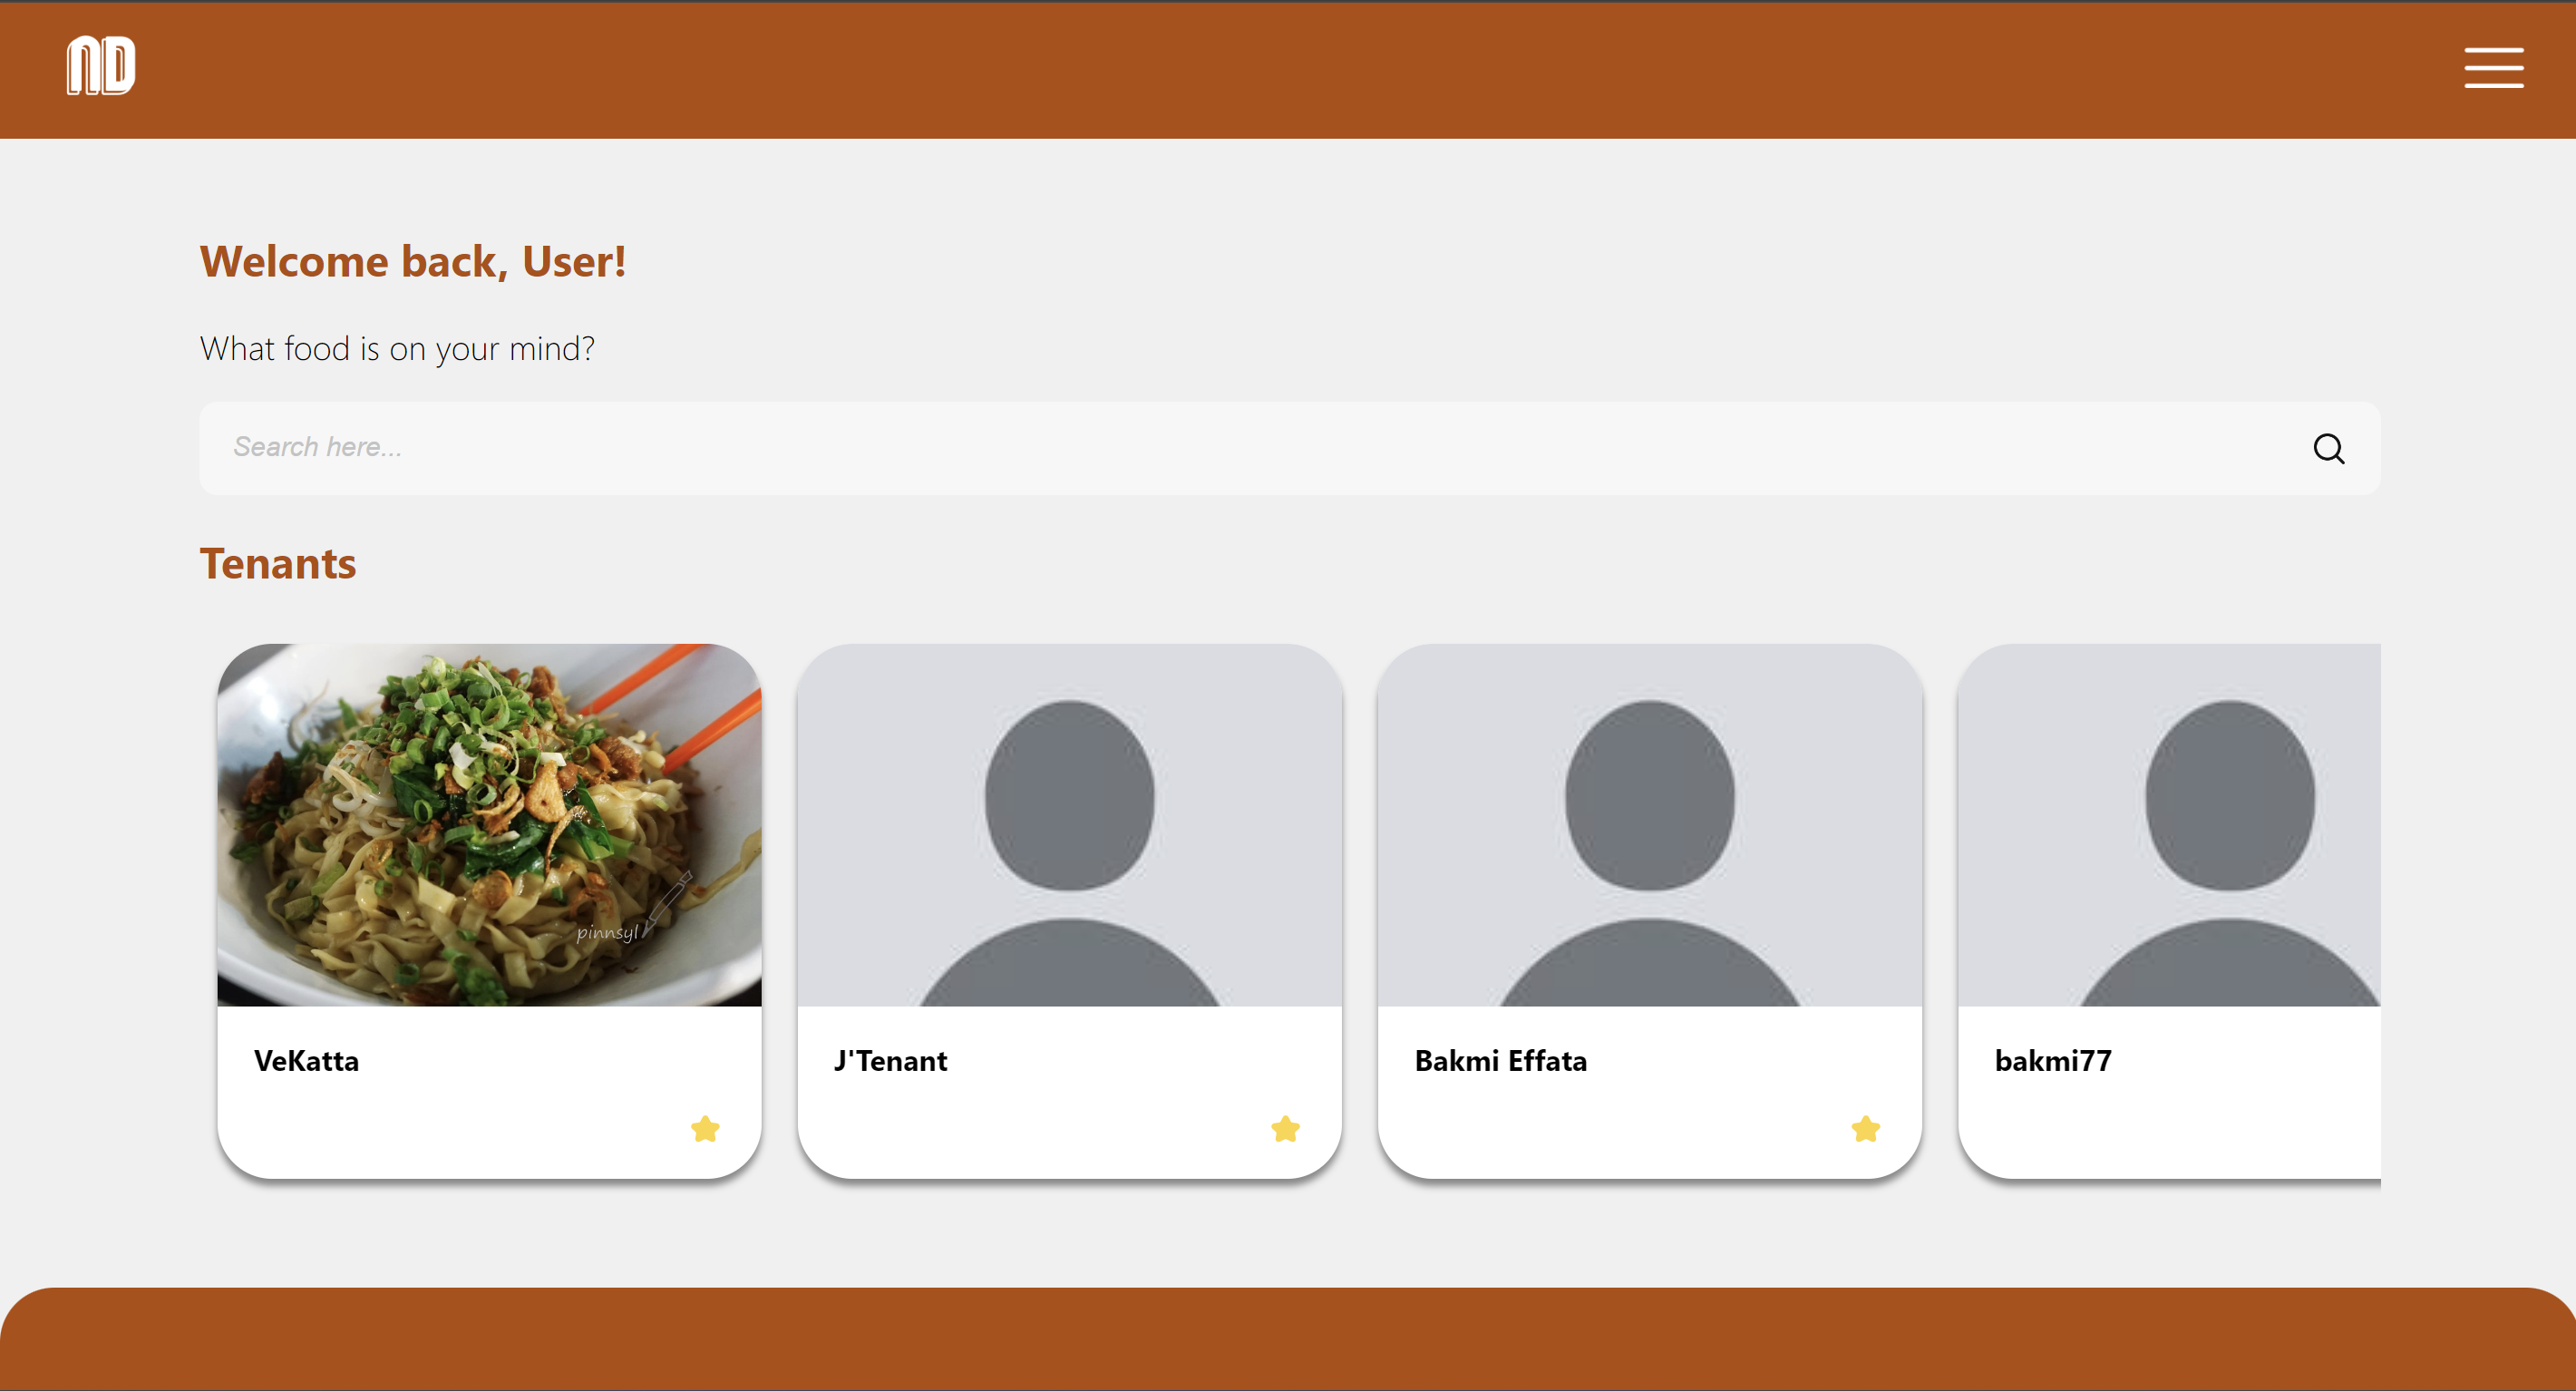 ND
Welcome back, User!
What food is on your mind?
Search here...
Tenants
pinnsyl
VeKatta
J'Tenant
Bakmi Effata
bakmi77